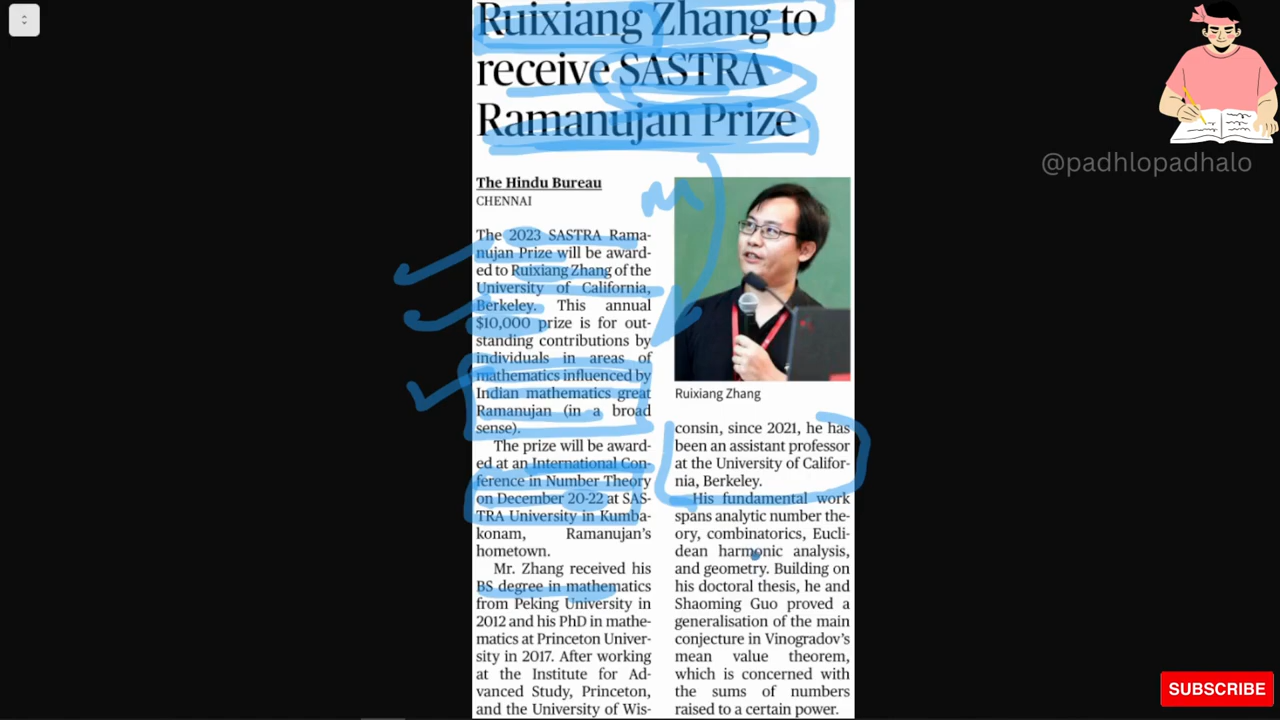 Ruixiang Zhang to
receive SASTRA
Ramanujan Prize
@padhlopadhalo
The Hindu Bureau
CHENNAI
The 2023 SASTRA Rama-
nujan Prize will be award-
ed to Ruixiang Zhang of the
University of California,
Berkeley. This annual
$10,000 prize is for out-
standing contributions by
individuals in areas of
mathematics influenced by
Indian mathematics great
Ramanujan (in a broad
sense).
The prize will be award-
ed at an International Con-
ference in Number Theory
on December 20-22 at SAS-
TRA University in Kumba-
konam, Ramanujan's
hometown.
Mr. Zhang received his
BS degree in mathematics
from Peking University in
2012 and his PhD in mathe-
matics at Princeton Univer-
sity in 2017. After working
at the Institute for Ad-
vanced Study, Princeton,
and the University of Wis-
Ruixiang Zhang
consin, since 2021, he has
been an assistant professor
at the University of Califor-
nia, Berkeley.
His fundamental work
spans analytic number the-
ory, combinatorics, Eucli-
dean harmonic analysis,
and geometry. Building on
his doctoral thesis, he and
Shaoming Guo proved a
generalisation of the main
conjecture in Vinogradov's
mean value theorem,
which is concerned with
the sums of numbers
raised to a certain power.
SUBSCRIBE